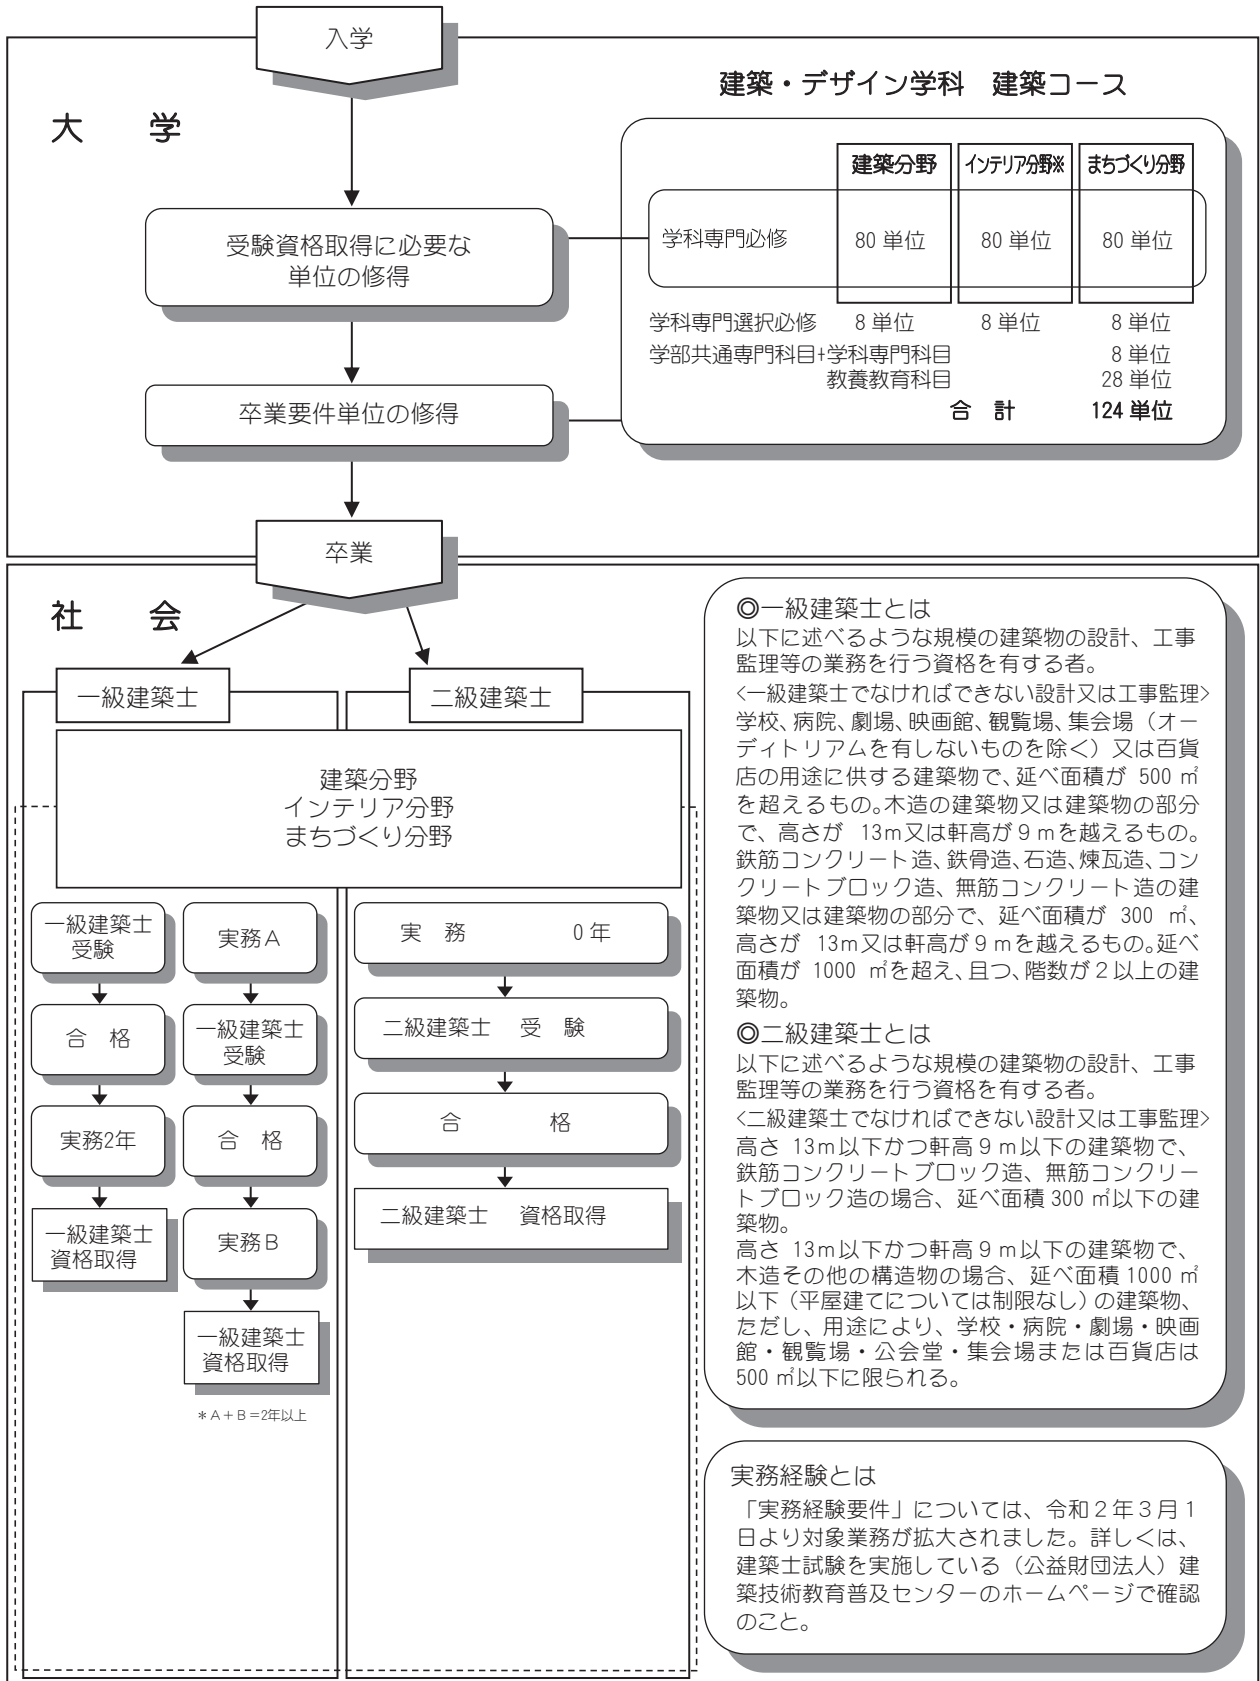 入学
大　学
建築・デザイン学科　建築コース
建築分野 インテリア分野※ まちづくり分野
受験資格取得に必要な
単位の修得
学科専門必修 80 単位 80 単位 80 単位
学科専門選択必修 8 単位 8 単位 8 単位
学部共通専門科目+学科専門科目 8 単位
教養教育科目 28 単位
合　計 124 単位
卒業要件単位の修得
卒業
社　会
一級建築士
二級建築士
建築分野
インテリア分野
まちづくり分野
一級建築士
受験
合　格
実務2年
一級建築士
資格取得
実務A
一級建築士
受験
合　格
実務B
一級建築士
資格取得
*A+B=2年以上
実　務　0年
二級建築士　受　験
合　格
二級建築士　資格取得
◎一級建築士とは
以下に述べるような規模の建築物の設計、工事
監理等の業務を行う資格を有する者。
<一級建築士でなければできない設計又は工事監理>
学校、病院、劇場、映画館、観覧場、集会場（オー
ディトリアムを有しないものを除く）又は百貨
店の用途に供する建築物で、延べ面積が 500 ㎡
を超えるもの。木造の建築物又は建築物の部分
で、高さが 13m又は軒高が9mを越えるもの。
鉄筋コンクリート造、鉄骨造、石造、煉瓦造、コン
クリートブロック造、無筋コンクリート造の建
築物又は建築物の部分で、延べ面積が 300 ㎡、
高さが 13m又は軒高が9mを越えるもの。延べ
面積が 1000 ㎡を超え、且つ、階数が2以上の建
築物。
◎二級建築士とは
以下に述べるような規模の建築物の設計、工事
監理等の業務を行う資格を有する者。
<二級建築士でなければできない設計又は工事監理>
高さ 13m以下かつ軒高9m以下の建築物で、
鉄筋コンクリートブロック造、無筋コンクリー
トブロック造の場合、延べ面積 300 ㎡以下の建
築物。
高さ 13m以下かつ軒高9m以下の建築物で、
木造その他の構造物の場合、延べ面積 1000 ㎡
以下（平屋建てについては制限なし）の建築物、
ただし、用途により、学校・病院・劇場・映画
館・観覧場・公会堂・集会場または百貨店は
500 ㎡以下に限られる。
実務経験とは
「実務経験要件」については、令和2年3月1
日より対象業務が拡大されました。詳しくは、
建築士試験を実施している（公益財団法人）建
築技術教育普及センターのホームページで確認
のこと。